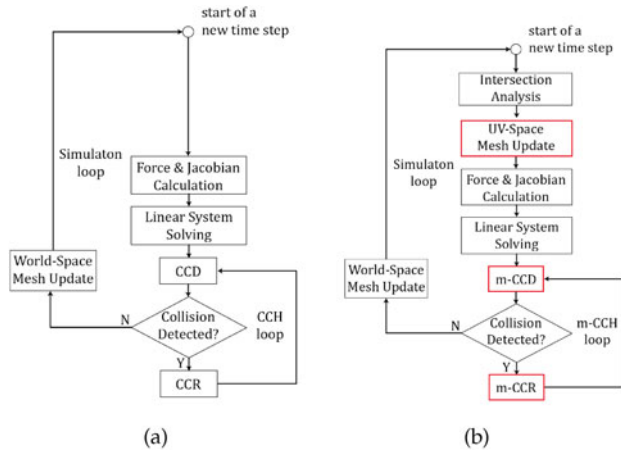 start of a
new time step
Simulaton
loop
Force & Jacobian
Calculation
Linear System
Solving
World-Space
Mesh Update
CCD
N
Collision
Detected?
CCH
loop
Y
CCR
(a)
start of a
new time step
Intersection
Analysis
UV-Space
Mesh Update
Simulaton
loop
Force & Jacobian
Calculation
Linear System
Solving
World-Space
Mesh Update
m-CCD
N
Collision
Detected?
m-CCH
loop
Y
m-CCR
(b)